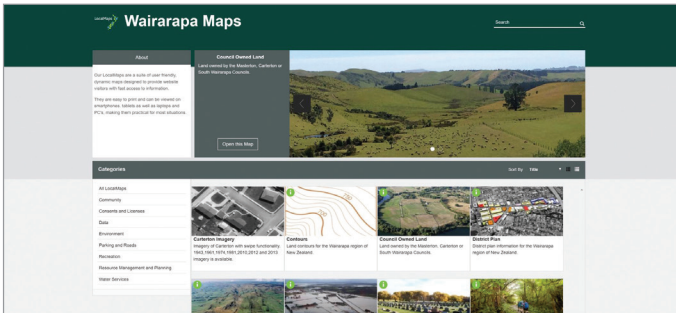 LocalMaps
Wairarapa Maps
Search
About
Our LocalMaps are a suite of user friendly,
dynamic maps designed to provide website
visitors with fast access to information.
They are easy to print and can be viewed on
smartphones, tablets as well as laptops and
PC's, making them practical for most situations.
Council Owned Land
Land owned by the Masterton, Carterton or
South Wairarapa Councils.
Open this Map
Categories
Sort By Title
All LocalMaps
Community
Consents and Licenses
Data
Environment
Parking and Roads
Recreation
Resource Management and Planning
Water Services
Carterton Imagery
Imagery of Carterton with swipe functionality.
1943,1961,1974,1981,2010,2012 and 2013
imagery is available.
Contours
Land contours for the Wairarapa region of
New Zealand.
Council Owned Land
Land owned by the Masterton, Carterton or
South Wairarapa Councils.
District Plan
District plan information for the Wairarapa
region of New Zealand.